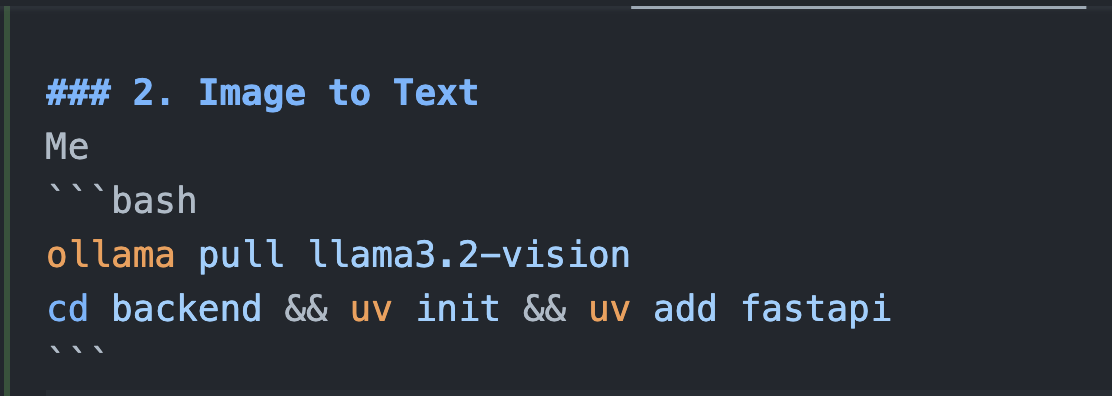 ### 2. Image to Text
Me
```bash
ollama pull llama3.2-vision
cd backend && uv init && uv add fastapi
```